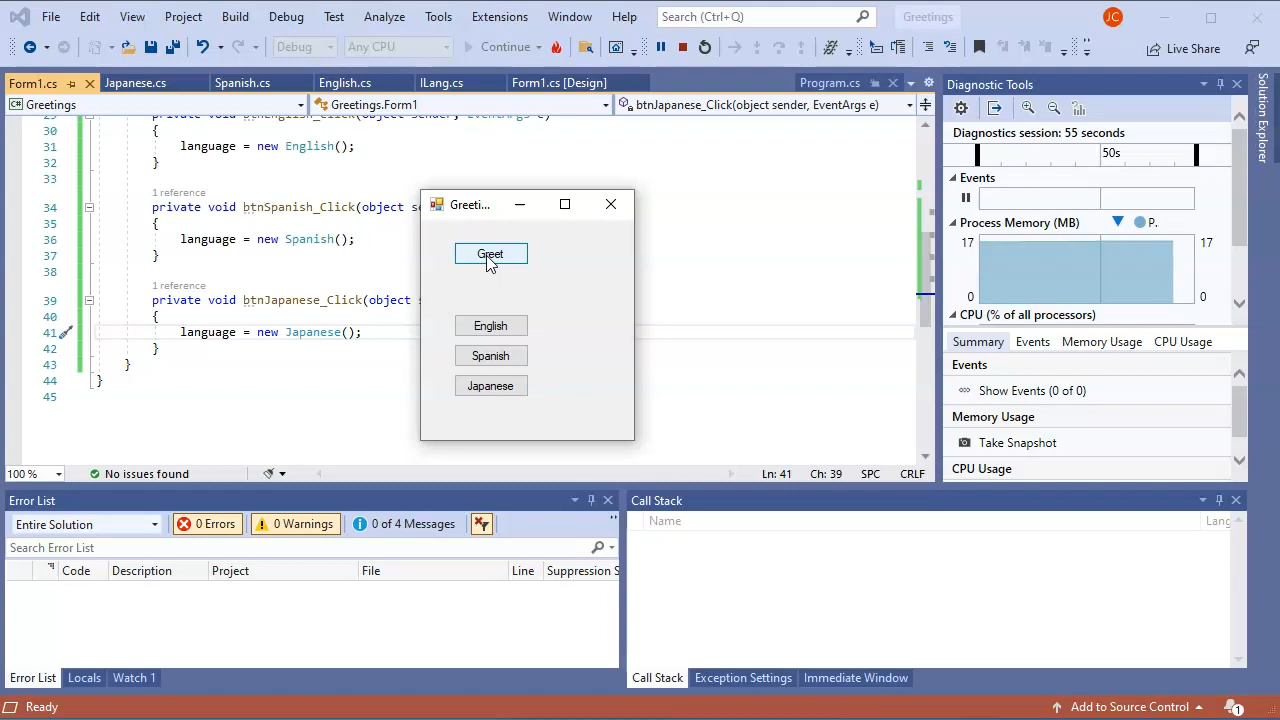 File Edit View Project Build Debug Test Analyze Tools Extensions Window Help Search (Ctrl+Q) Greetings JC
Debug Any CPU Continue Live Share
Form1.cs Japanese.cs Spanish.cs English.cs ILang.cs Form1.cs [Design] Program.cs
Greetings Greetings.Form1 btnJapanese_Click(object sender, EventArgs e)
29 private void btnEnglish_Click(object sender, EventArgs e)
30 {
31 language = new English();
32 }
33
1 reference
34 private void btnSpanish_Click(object se
35 {
36 language = new Spanish();
37 }
38
1 reference
39 private void btnJapanese_Click(object s
40 {
41 language = new Japanese();
42 }
43 }
44 }
45
Greeti...
Greet
English
Spanish
Japanese
100 % No issues found Ln: 41 Ch: 39 SPC CRLF
Diagnostic Tools
Diagnostics session: 55 seconds
50s
Events
Process Memory (MB) P.
17 17
0 0
CPU (% of all processors)
Summary Events Memory Usage CPU Usage
Events
Show Events (0 of 0)
Memory Usage
Take Snapshot
CPU Usage
Solution Explorer
Error List
Entire Solution 0 Errors 0 Warnings 0 of 4 Messages
Search Error List
Code Description Project File Line Suppression S
Error List Locals Watch 1
Call Stack
Name Lang
Call Stack Exception Settings Immediate Window
Ready Add to Source Control 1